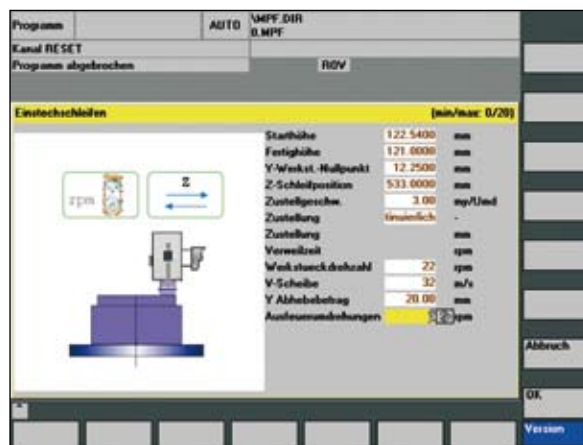 Programm AUTO \MPF.DIR
0.MPF
Kanal RESET
Programm abgebrochen ROV
Einstechschleifen (min/max: 0/20)
Starthöhe 122.5400 mm
Fertighöhe 121.0000 mm
Y-Werkst.-Nullpunkt 12.2500 mm
Z-Schleifposition 533.0000 mm
Zustellgeschw. 3.00 my/Umd
Zustellung tinuierlich -
Zustellung mm
Verweilzeit rpm
Werkstueckdrehzahl 22 rpm
V-Scheibe 32 m/s
Y Abhebebetrag 20.00 mm
Ausfeuerumdrehungen rpm
rpm Z
Abbruch
OK
Version